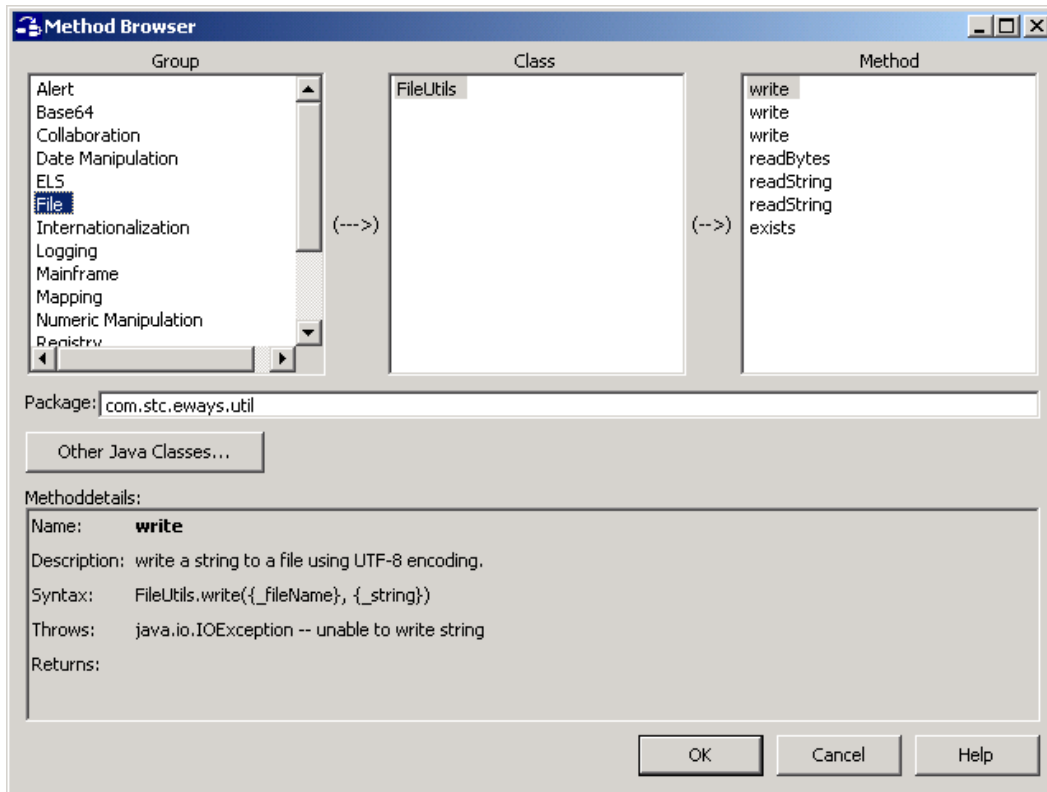 Method Browser
Group
Class
Method
Alert
Base64
Collaboration
Date Manipulation
ELS
File
Internationalization
Logging
Mainframe
Mapping
Numeric Manipulation
Registry
(--->)
FileUtils
(-->)
write
write
write
readBytes
readString
readString
exists
Package: com.stc.eways.util
Other Java Classes...
Methoddetails:
Name: write
Description: write a string to a file using UTF-8 encoding.
Syntax: FileUtils.write({_fileName}, {_string})
Throws: java.io.IOException -- unable to write string
Returns:
OK Cancel Help